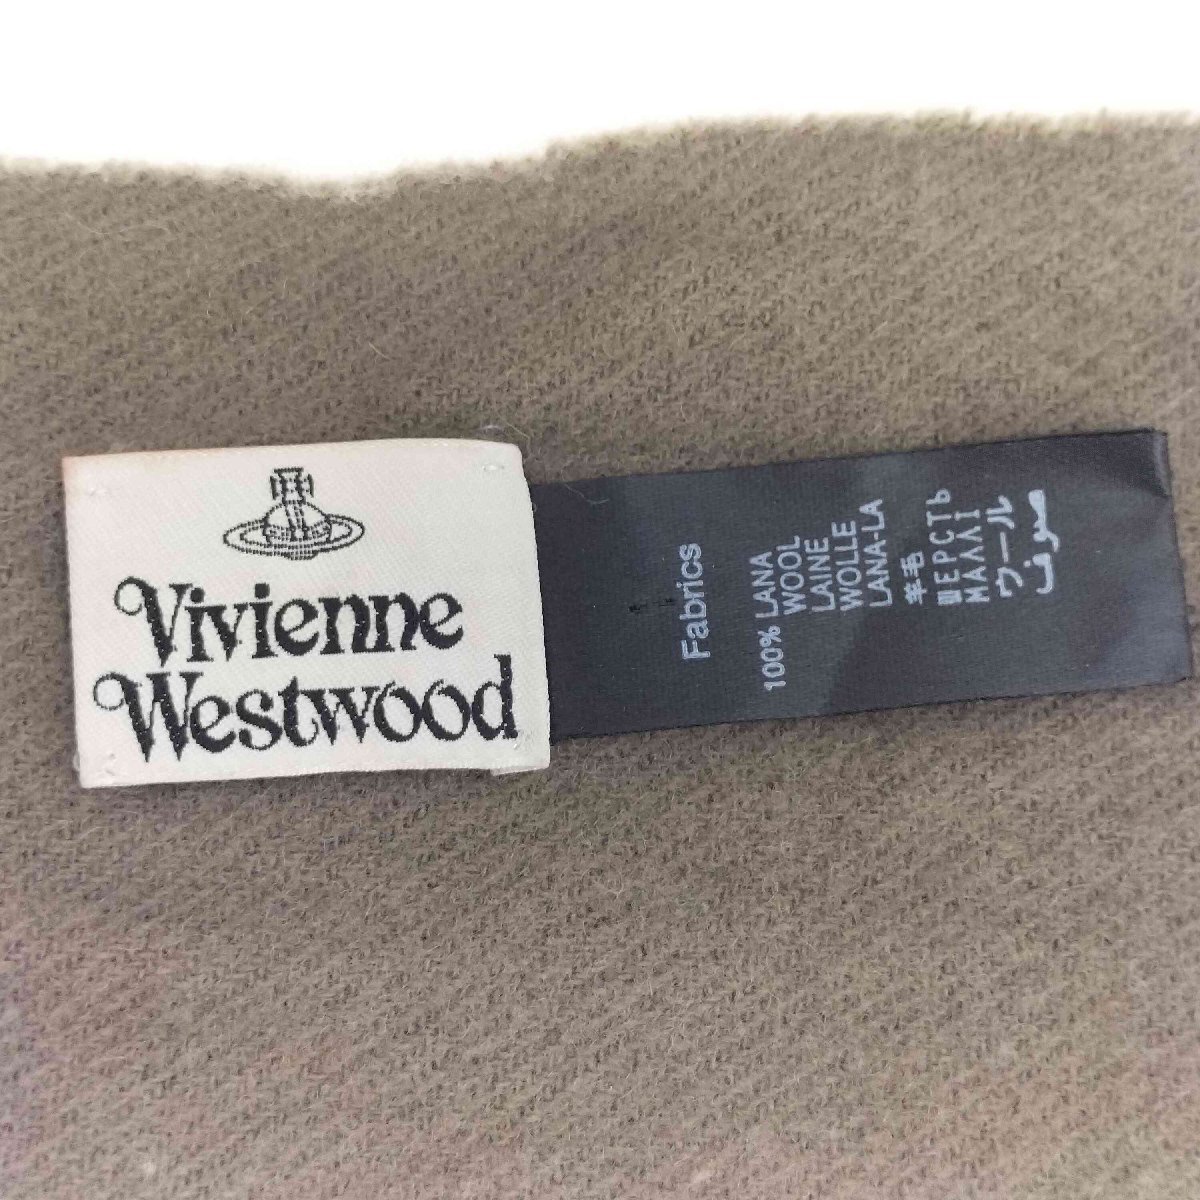 Vivienne
Westwood
Fabrics
100% LANA
WOOL
LAINE
WOLLE
LANA-LA
羊毛
ШЕРСТЬ
ΜΑΛΛΙ
ウール
صوف